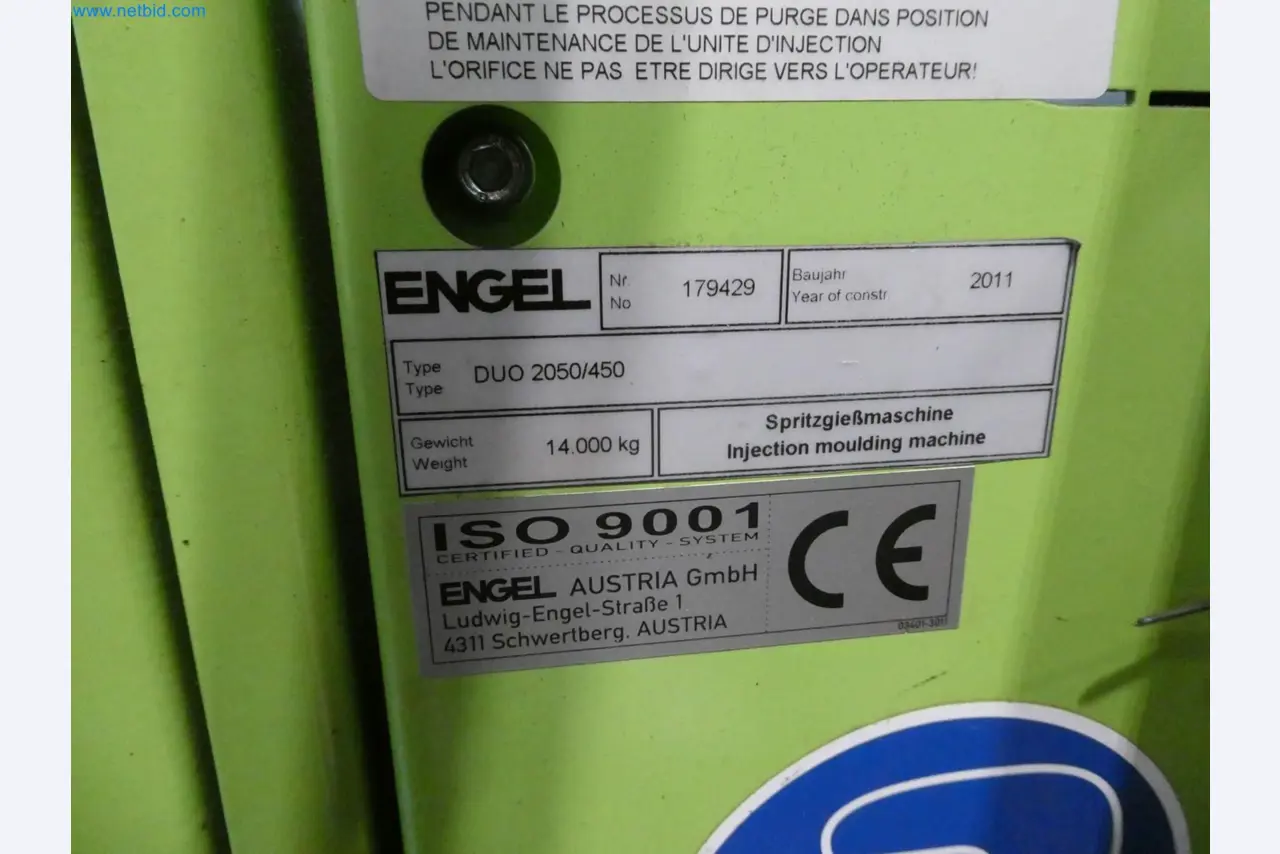 www.netbid.com
PENDANT LE PROCESSUS DE PURGE DANS POSITION
DE MAINTENANCE DE L'UNITE D'INJECTION
L'ORIFICE NE PAS ETRE DIRIGE VERS L'OPERATEUR!
ENGEL
Nr.
No
179429
Baujahr
Year of constr.
2011
Type
Type
DUO 2050/450
Gewicht
Weight
14.000 kg
Spritzgießmaschine
Injection moulding machine
ISO 9001
CERTIFIED - QUALITY - SYSTEM
ENGEL AUSTRIA GmbH
Ludwig-Engel-Straße 1
4311 Schwertberg, AUSTRIA
CE